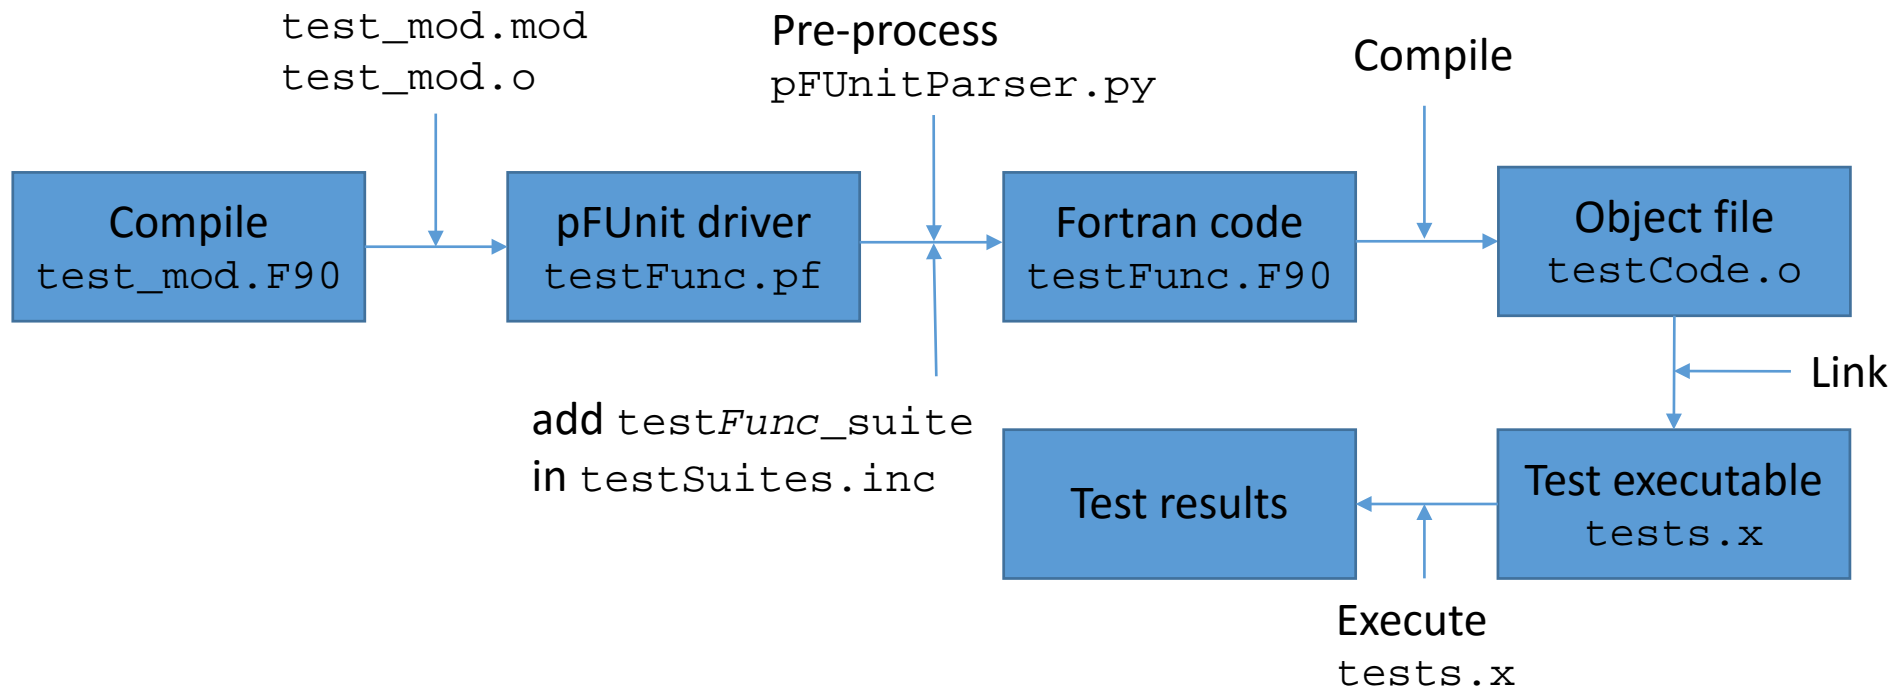 test_mod.mod
test_mod.o
Pre-process
pFUnitParser.py
Compile
Compile
test_mod.F90
pFUnit driver
testFunc.pf
Fortran code
testFunc.F90
Object file
testCode.o
Link
add testFunc_suite
in testSuites.inc
Test results
Test executable
tests.x
Execute
tests.x